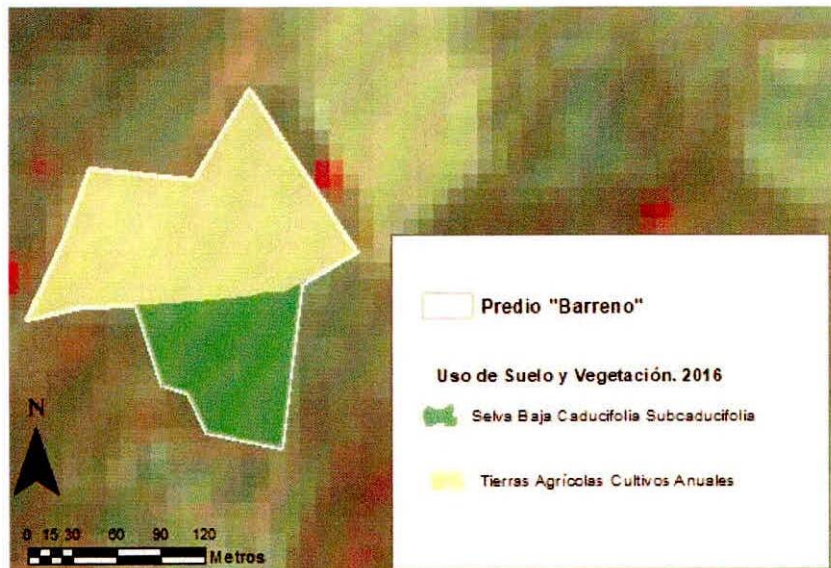 Predio "Barreno"
Uso de Suelo y Vegetación. 2016
Selva Baja Caducifolia Subcaducifolia
Tierras Agrícolas Cultivos Anuales
N
0 15 30 60 90 120
Metros